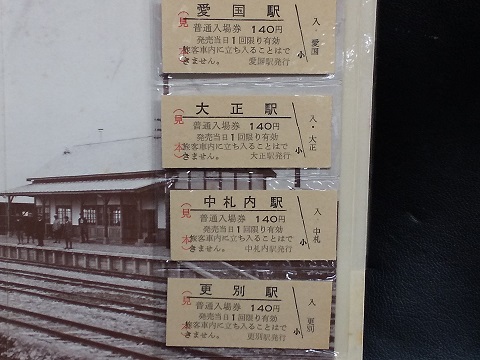 愛国駅
普通入場券 140円
発売当日1回限り有効
旅客車内に立ち入ることはで
きません。 愛国駅発行
(見本)
入・愛国
小
大正駅
普通入場券 140円
発売当日1回限り有効
旅客車内に立ち入ることはで
きません。 大正駅発行
(見本)
入・大正
小
中札内駅
普通入場券 140円
発売当日1回限り有効
旅客車内に立ち入ることはで
きません。 中札内駅発行
(見本)
入・中札
小
更別駅
普通入場券 140円
発売当日1回限り有効
旅客車内に立ち入ることはで
きません。 更別駅発行
(見本)
入・更別
小